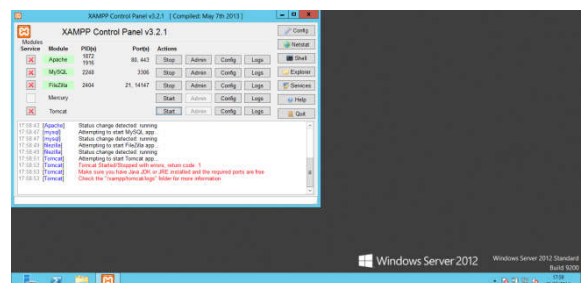 XAMPP Control Panel v3.2.1 [ Compiled: May 7th 2013 ]
XAMPP Control Panel v3.2.1
Config
Modules
Service Module PID(s) Port(s) Actions
Netstat
Apache 1872 1916 80, 443 Stop Admin Config Logs
Shell
MySQL 2248 3306 Stop Admin Config Logs
Explorer
FileZilla 2404 21, 14147 Stop Admin Config Logs
Services
Mercury Start Admin Config Logs
Help
Tomcat Start Admin Config Logs
Quit
[Apache] Status change detected: running
[mysql] Attempting to start MySQL app...
[mysql] Status change detected: running
[filezilla] Attempting to start FileZilla app...
[filezilla] Status change detected: running
[Tomcat] Attempting to start Tomcat app...
[Tomcat] Tomcat Started/Stopped with errors, return code: 1
[Tomcat] Make sure you have Java JDK or JRE installed and the required ports are free
[Tomcat] Check the "/xampp/tomcat/logs" folder for more information
Windows Server 2012
Windows Server 2012 Standard
Build 9200